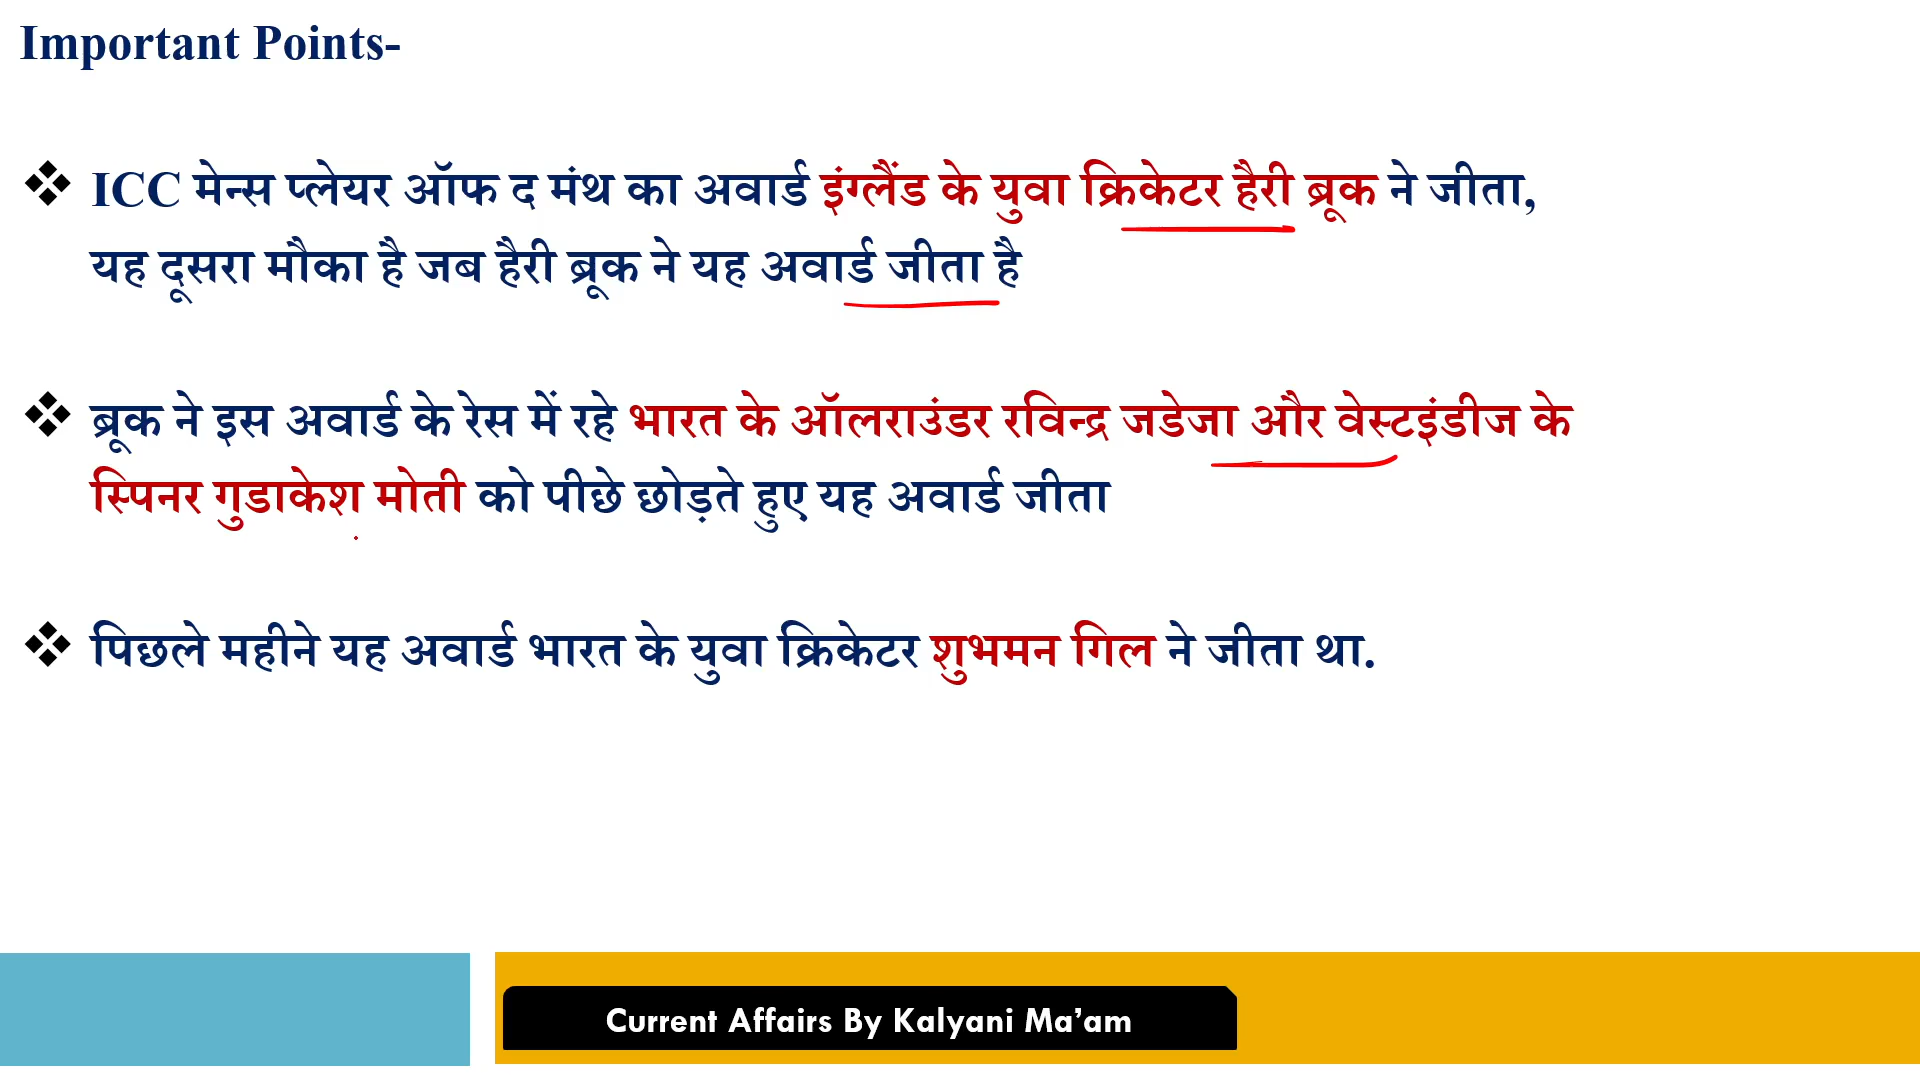 Important Points-
❖ ICC मेन्स प्लेयर ऑफ द मंथ का अवार्ड इंग्लैंड के युवा क्रिकेटर हैरी ब्रूक ने जीता,
यह दूसरा मौका है जब हैरी ब्रूक ने यह अवार्ड जीता है
❖ ब्रूक ने इस अवार्ड के रेस में रहे भारत के ऑलराउंडर रविन्द्र जडेजा और वेस्टइंडीज के
स्पिनर गुडाकेश मोती को पीछे छोड़ते हुए यह अवार्ड जीता
❖ पिछले महीने यह अवार्ड भारत के युवा क्रिकेटर शुभमन गिल ने जीता था.
Current Affairs By Kalyani Ma’am